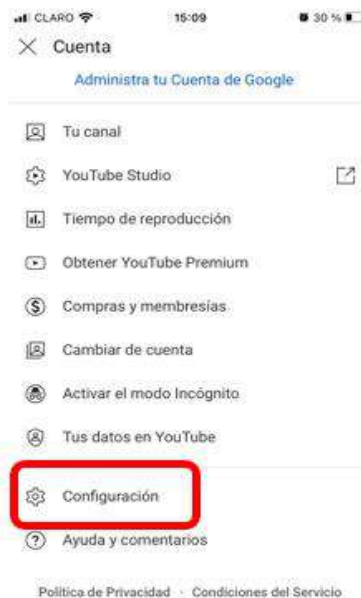 CLARO 15:09 30 %
Cuenta
Administra tu Cuenta de Google
Tu canal
YouTube Studio
Tiempo de reproducción
Obtener YouTube Premium
Compras y membresías
Cambiar de cuenta
Activar el modo Incógnito
Tus datos en YouTube
Configuración
Ayuda y comentarios
Política de Privacidad · Condiciones del Servicio